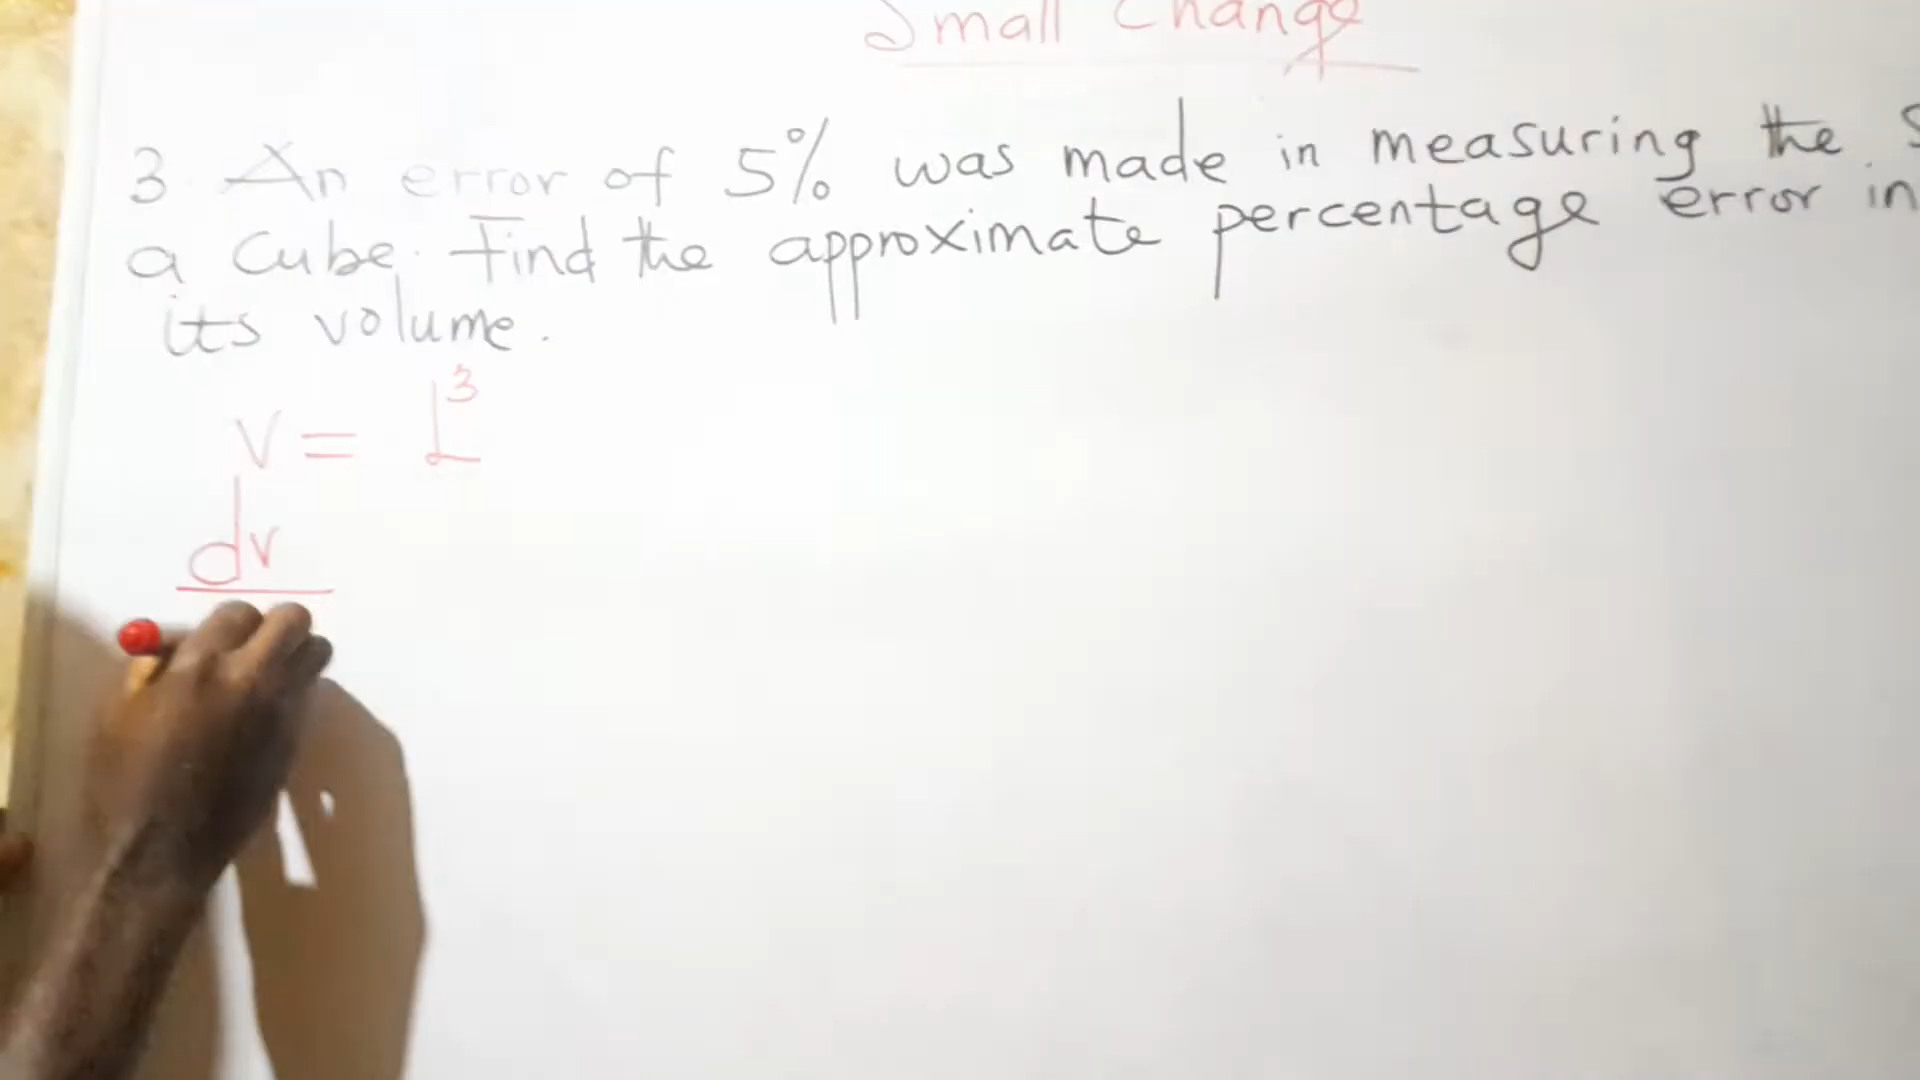 Small Change
3. An error of 5% was made in measuring the
a Cube. Find the approximate percentage error in
its volume.
V = L³
dv